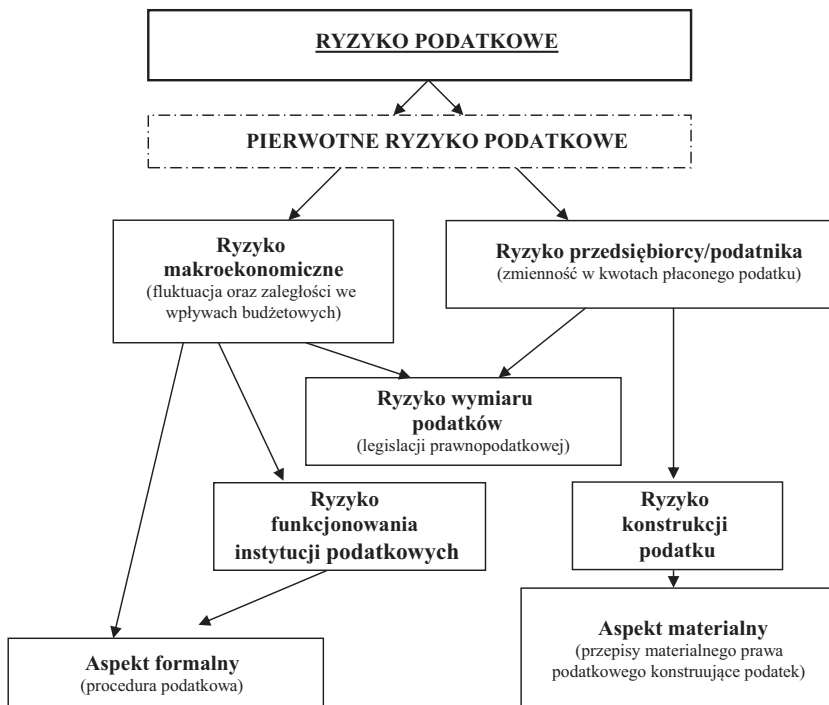 RYZYKO PODATKOWE
PIERWOTNE RYZYKO PODATKOWE
Ryzyko
makroekonomiczne
(fluktuacja oraz zaległości we
wpływach budżetowych)
Ryzyko przedsiębiorcy/podatnika
(zmienność w kwotach płaconego podatku)
Ryzyko wymiaru
podatków
(legislacji prawnopodatkowej)
Ryzyko
funkcjonowania
instytucji podatkowych
Ryzyko
konstrukcji
podatku
Aspekt formalny
(procedura podatkowa)
Aspekt materialny
(przepisy materialnego prawa
podatkowego konstruujące podatek)